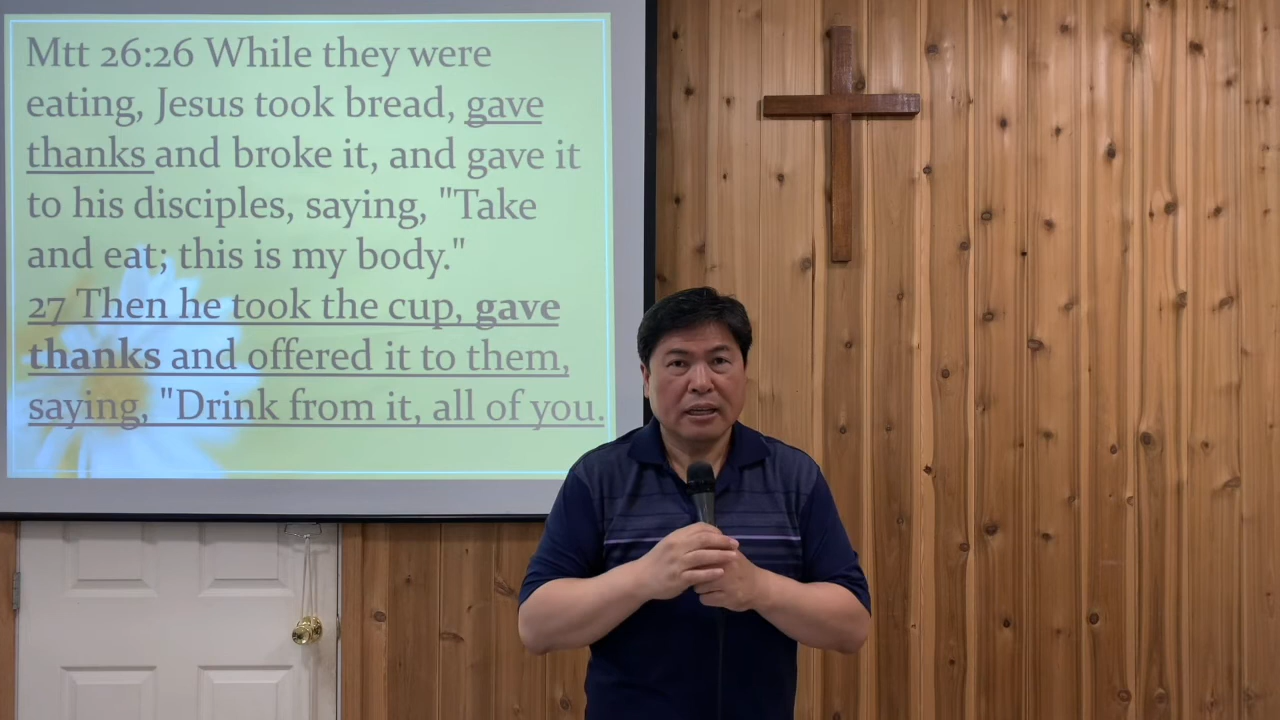 Mtt 26:26 While they were
eating, Jesus took bread, gave
thanks and broke it, and gave it
to his disciples, saying, "Take
and eat; this is my body."
27 Then he took the cup, gave
thanks and offered it to them,
saying, "Drink from it, all of you.